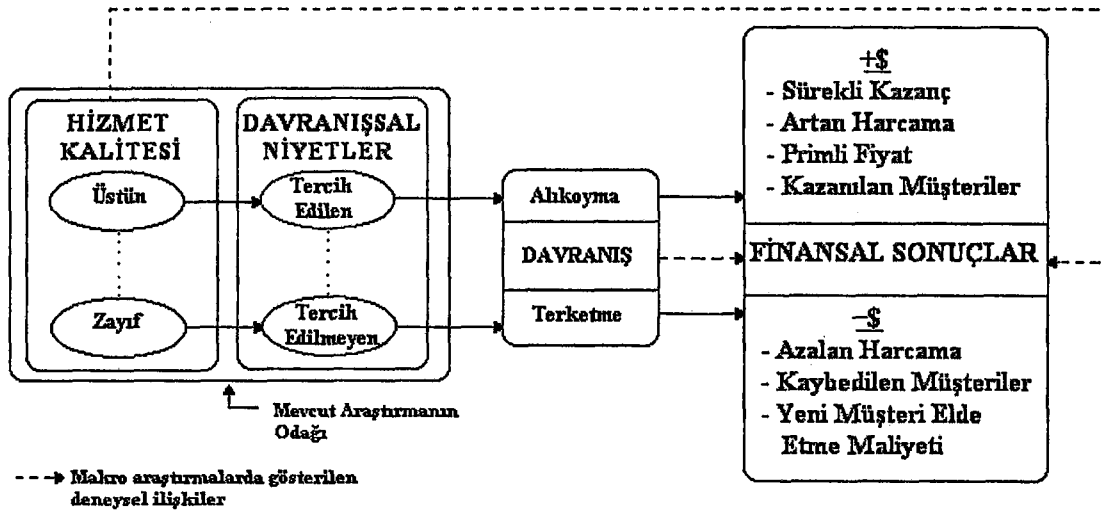 HİZMET
KALİTESİ
Üstün
Zayıf
DAVRANIŞSAL
NİYETLER
Tercih
Edilen
Tercih
Edilmeyen
Alıkoyma
DAVRANIŞ
Terketme
+$
- Sürekli Kazanç
- Artan Harcama
- Primli Fiyat
- Kazanılan Müşteriler
FİNANSAL SONUÇLAR
-$
- Azalan Harcama
- Kaybedilen Müşteriler
- Yeni Müşteri Elde
Etme Maliyeti
Mevcut Araştırmanın
Odağı
Makro araştırmalarda gösterilen
deneysel ilişkiler